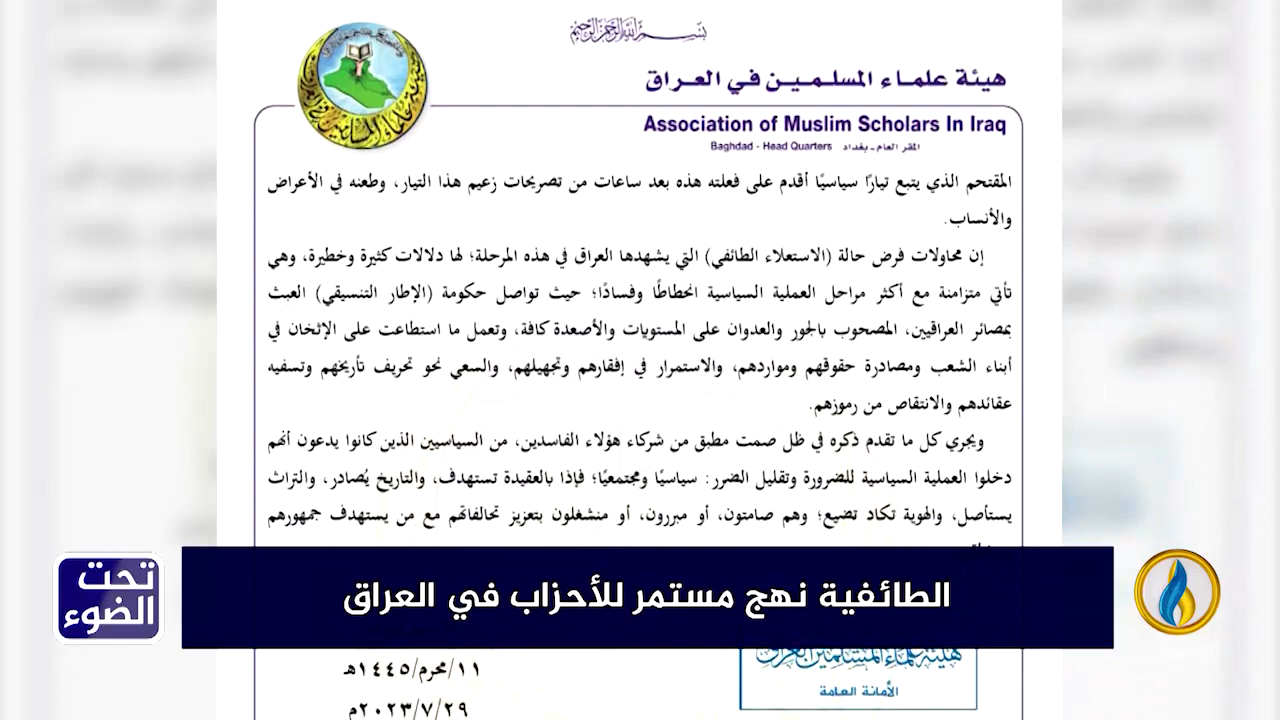 بسم الله الرحمن الرحيم
هيئة علماء المسلمين في العراق
Association of Muslim Scholars In Iraq
Baghdad - Head Quarters المقر العام - بغداد
المقتحم الذي يتبع تيارًا سياسيًا أقدم على فعلته هذه بعد ساعات من تصريحات زعيم هذا التيار، وطعنه في الأعراض
والأنساب.
إن محاولات فرض حالة (الاستعلاء الطائفي) التي يشهدها العراق في هذه المرحلة؛ لها دلالات كثيرة وخطيرة، وهي
تأتي متزامنة مع أكثر مراحل العملية السياسية انحطاطًا وفسادًا؛ حيث تواصل حكومة (الإطار التنسيقي) العبث
بمصائر العراقيين، المصحوب بالجور والعدوان على المستويات والأصعدة كافة، وتعمل ما استطاعت على الإثخان في
أبناء الشعب ومصادرة حقوقهم ومواردهم، والاستمرار في إفقارهم وتجهيلهم، والسعي نحو تحريف تأريخهم وتسفيه
عقائدهم والانتقاص من رموزهم.
ويجري كل ما تقدم ذكره في ظل صمت مطبق من شركاء هؤلاء الفاسدين، من السياسيين الذين كانوا يدعون أنهم
دخلوا العملية السياسية للضرورة وتقليل الضرر: سياسيًا ومجتمعيًا؛ فإذا بالعقيدة تستهدف، والتاريخ يُصادر، والتراث
يستأصل، والهوية تكاد تضيع؛ وهم صامتون، أو مبررون، أو منشغلون بتعزيز تحالفاتهم مع من يستهدف جمهورهم
تحت
الضوء
الطائفية نهج مستمر للأحزاب في العراق
هيئة علماء المسلمين بالعراق
الأمانة العامة
١١/محرم/١٤٤٥هـ
٢٠٢٣/٧/٢٩م